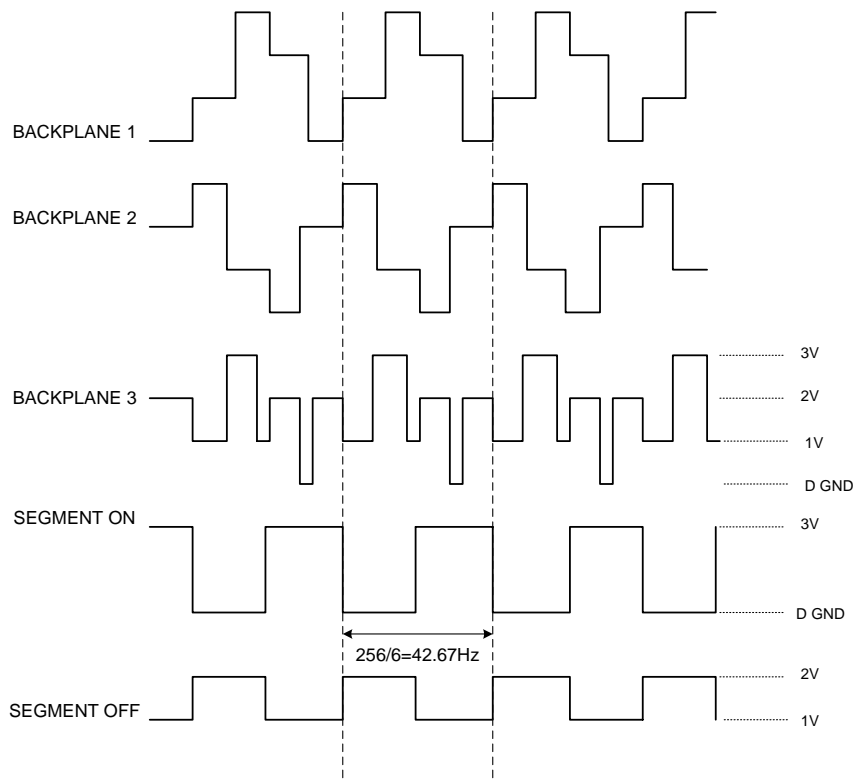 BACKPLANE 1
BACKPLANE 2
3V
BACKPLANE 3
2V
1V
D GND
SEGMENT ON
3V
D GND
256/6=42.67Hz
2V
SEGMENT OFF
1V